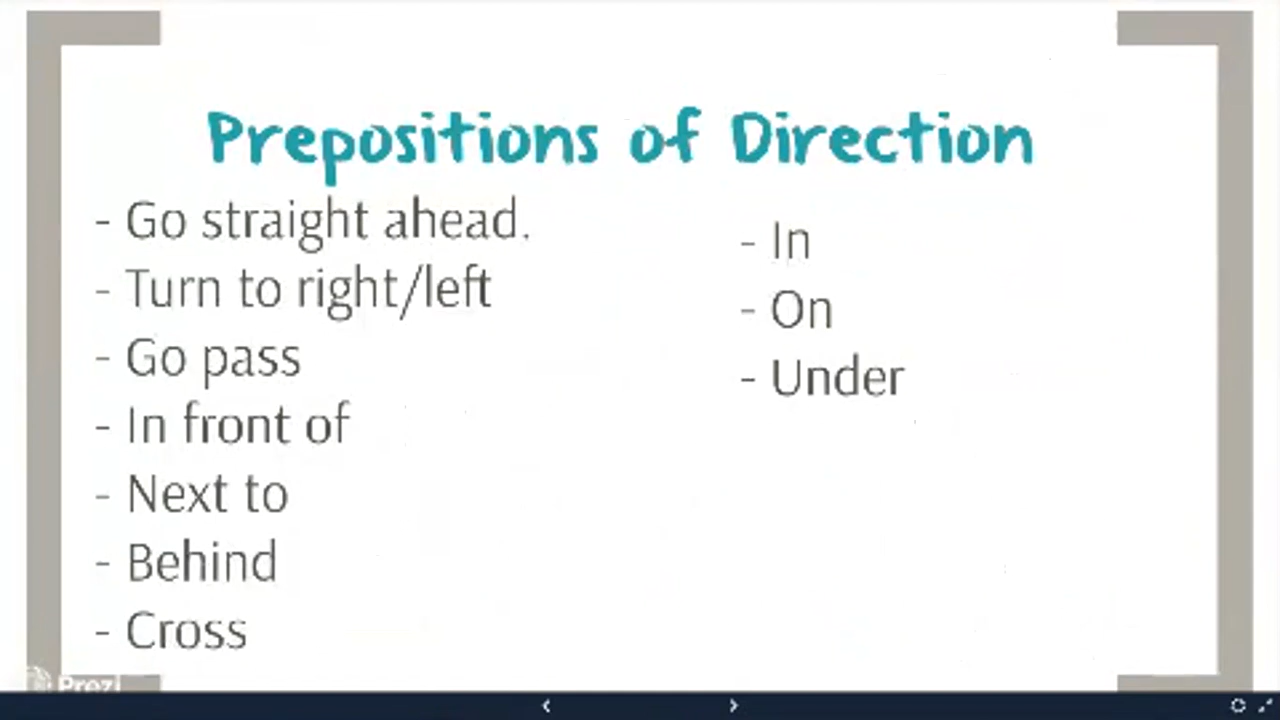 Prepositions of Direction
- Go straight ahead.
- Turn to right/left
- Go pass
- In front of
- Next to
- Behind
- Cross
- In
- On
- Under
Prezi